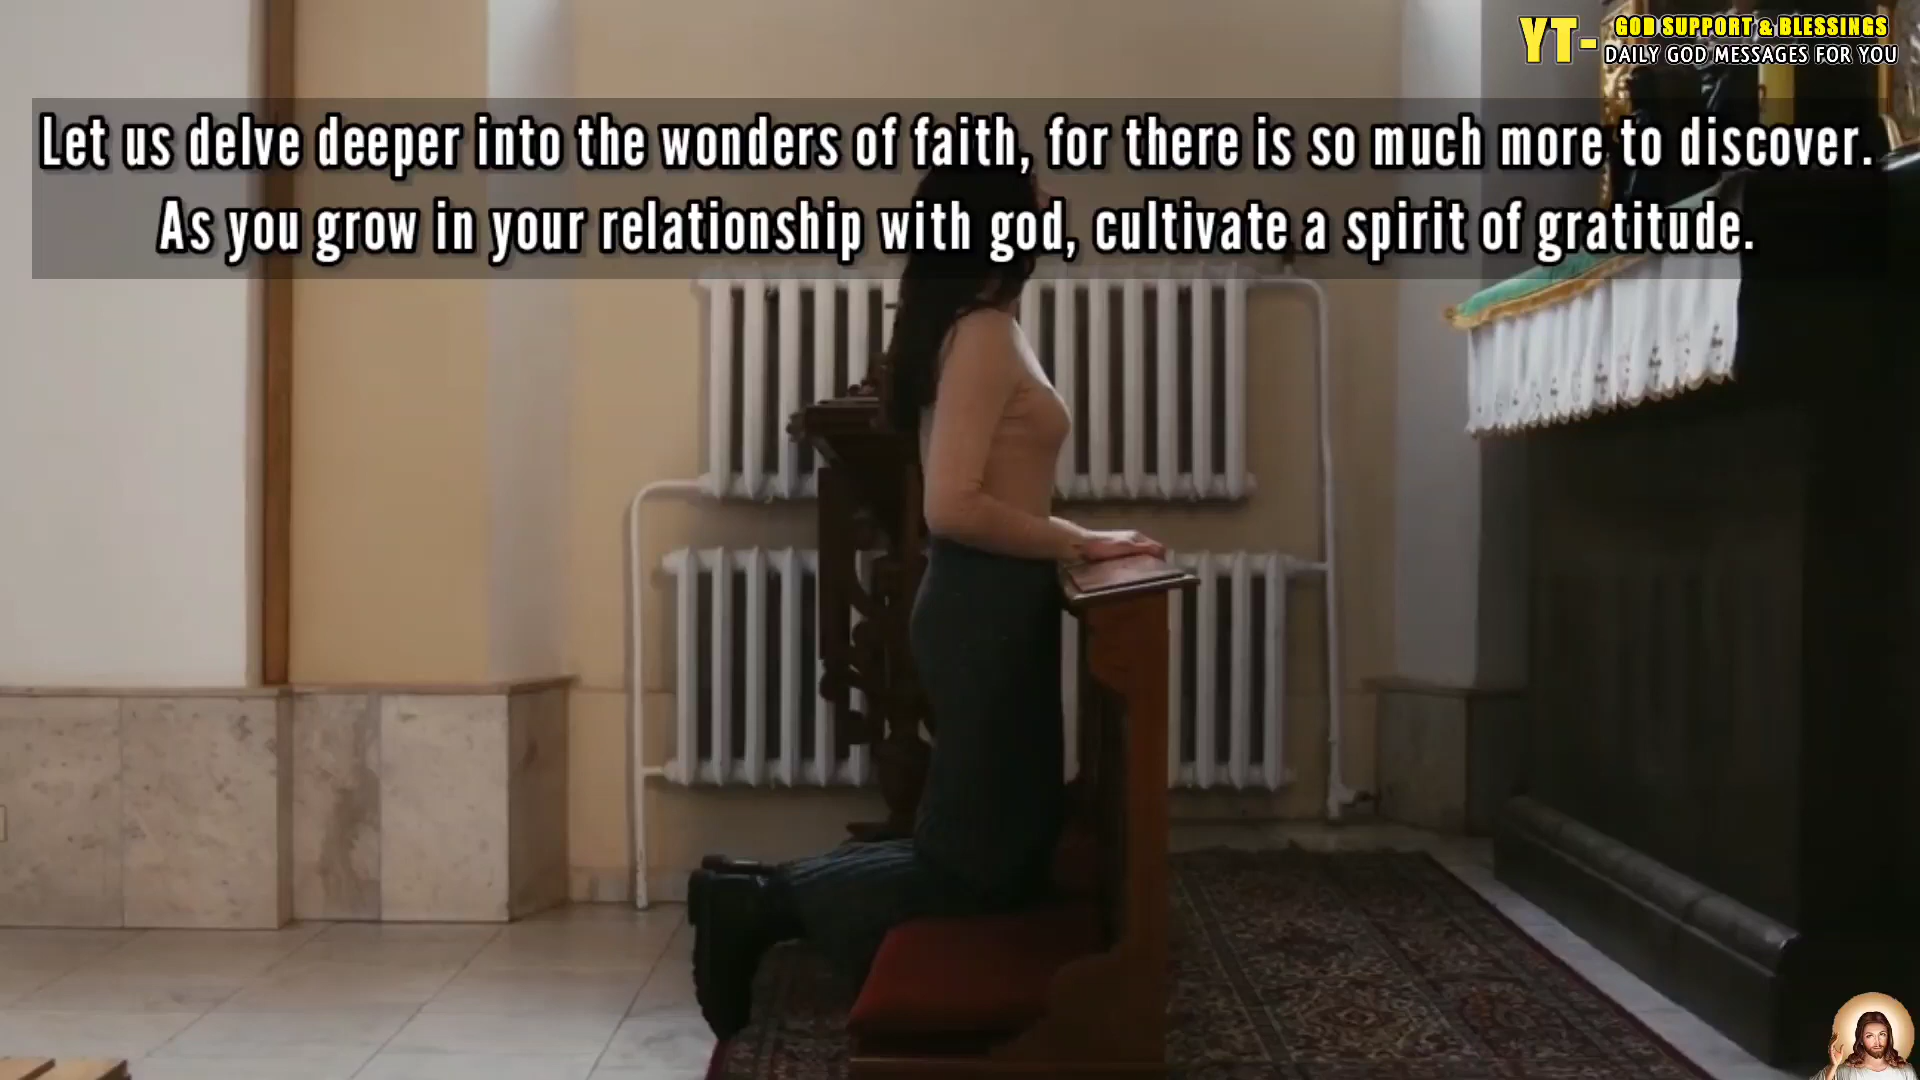 YT- GOD SUPPORT & BLESSINGS
DAILY GOD MESSAGES FOR YOU
Let us delve deeper into the wonders of faith, for there is so much more to discover.
As you grow in your relationship with god, cultivate a spirit of gratitude.